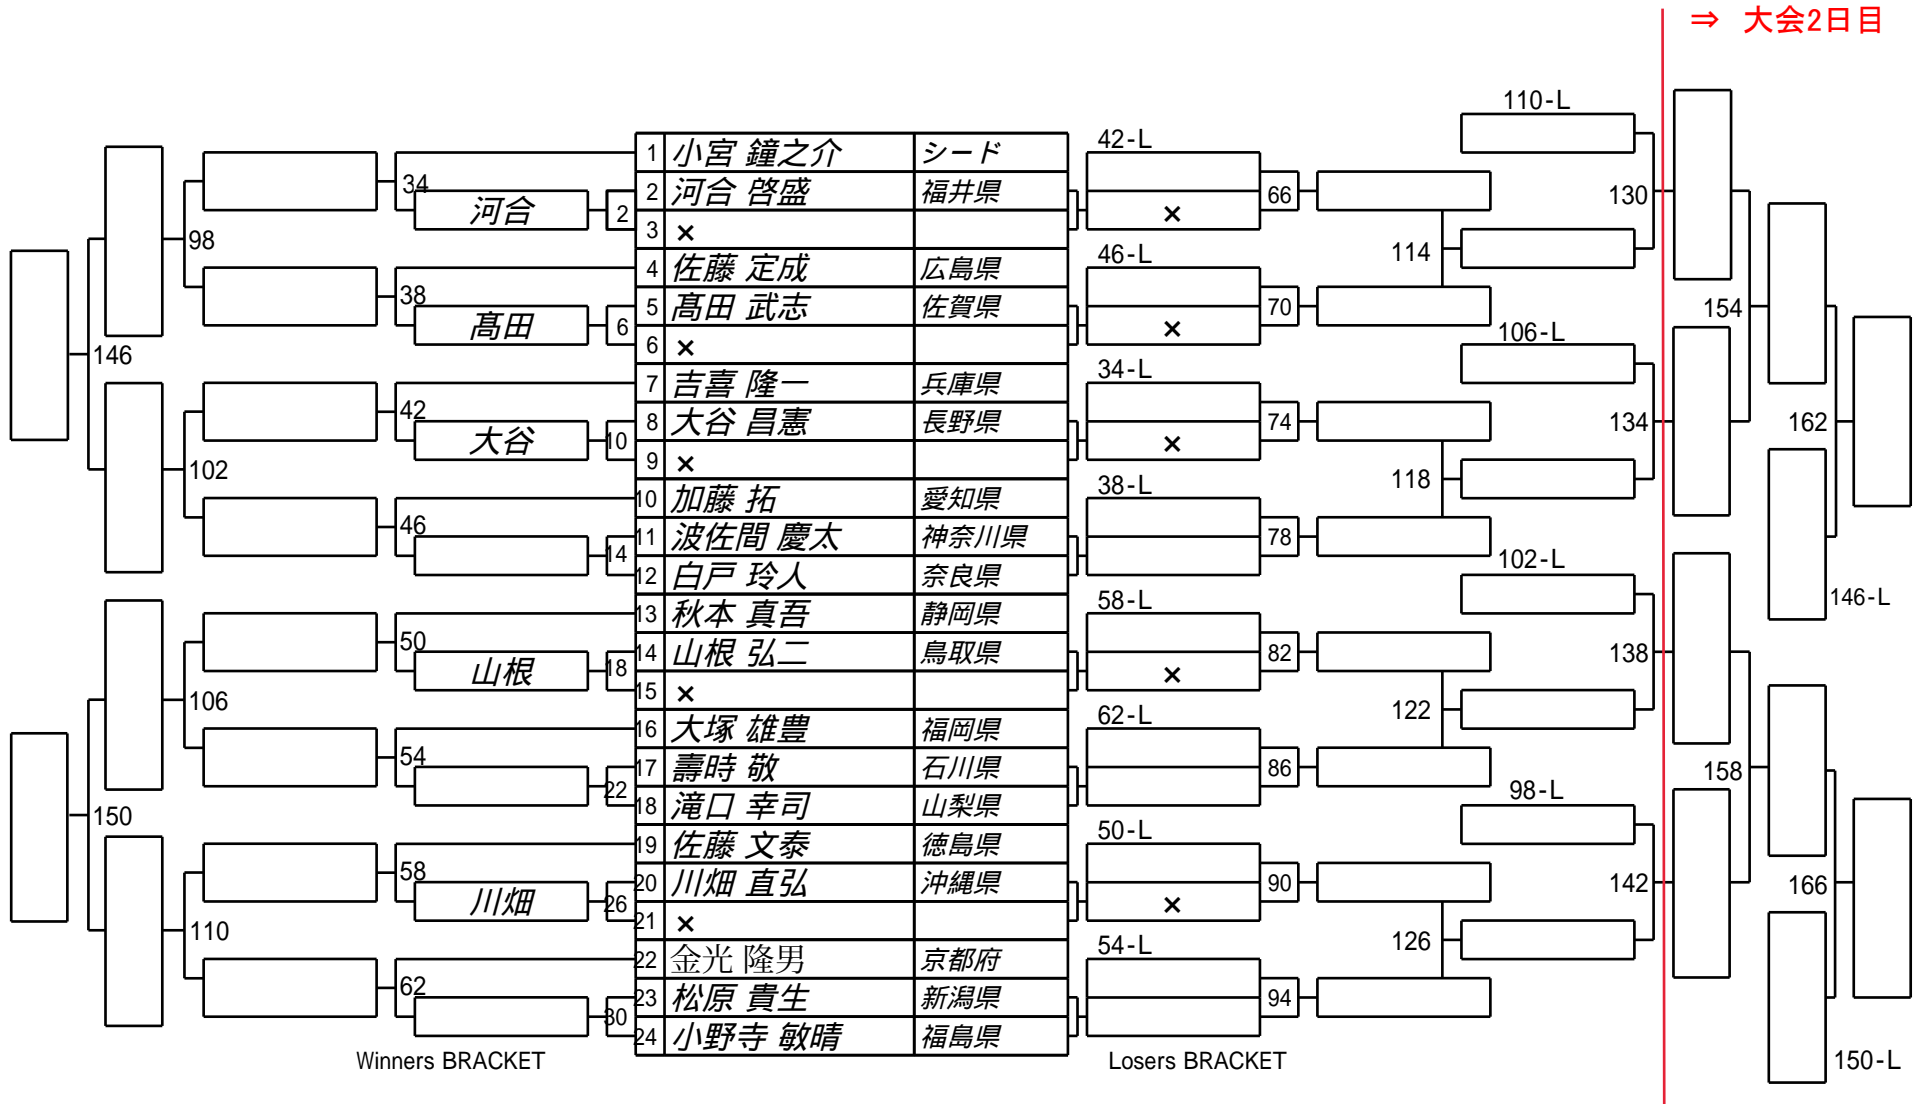 ⇒ 大会2日目
1 小宮 鐘之介 シード
2 河合 啓盛 福井県
3 ×
4 佐藤 定成 広島県
5 髙田 武志 佐賀県
6 ×
7 吉喜 隆一 兵庫県
8 大谷 昌憲 長野県
9 ×
10 加藤 拓 愛知県
11 波佐間 慶太 神奈川県
12 白戸 玲人 奈良県
13 秋本 真吾 静岡県
14 山根 弘二 鳥取県
15 ×
16 大塚 雄豊 福岡県
17 壽時 敬 石川県
18 滝口 幸司 山梨県
19 佐藤 文泰 徳島県
20 川畑 直弘 沖縄県
21 ×
22 金光 隆男 京都府
23 松原 貴生 新潟県
24 小野寺 敏晴 福島県
34
河合 2
98
38
髙田 6
146
42
大谷 10
102
46
14
50
山根 18
106
54
22
150
58
川畑 26
110
62
30
Winners BRACKET
42-L
×
66
46-L
×
70
34-L
×
74
38-L
78
58-L
×
82
62-L
86
50-L
×
90
54-L
94
114
118
122
126
110-L
130
106-L
134
102-L
138
98-L
142
154
162
146-L
158
166
150-L
Losers BRACKET